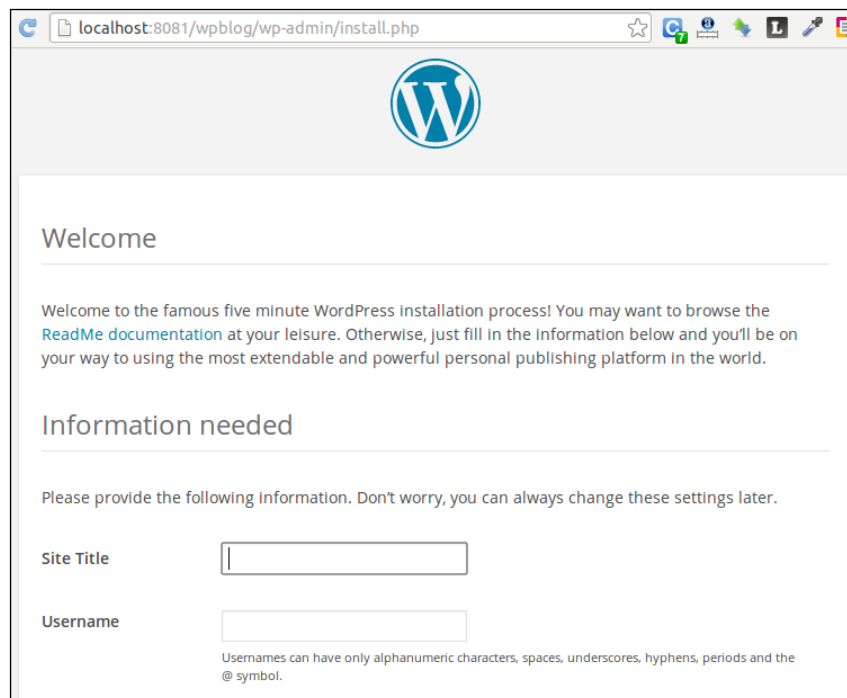 localhost:8081/wpblog/wp-admin/install.php
Welcome
Welcome to the famous five minute WordPress installation process! You may want to browse the
ReadMe documentation at your leisure. Otherwise, just fill in the information below and you’ll be on
your way to using the most extendable and powerful personal publishing platform in the world.
Information needed
Please provide the following information. Don’t worry, you can always change these settings later.
Site Title
Username
Usernames can have only alphanumeric characters, spaces, underscores, hyphens, periods and the
@ symbol.